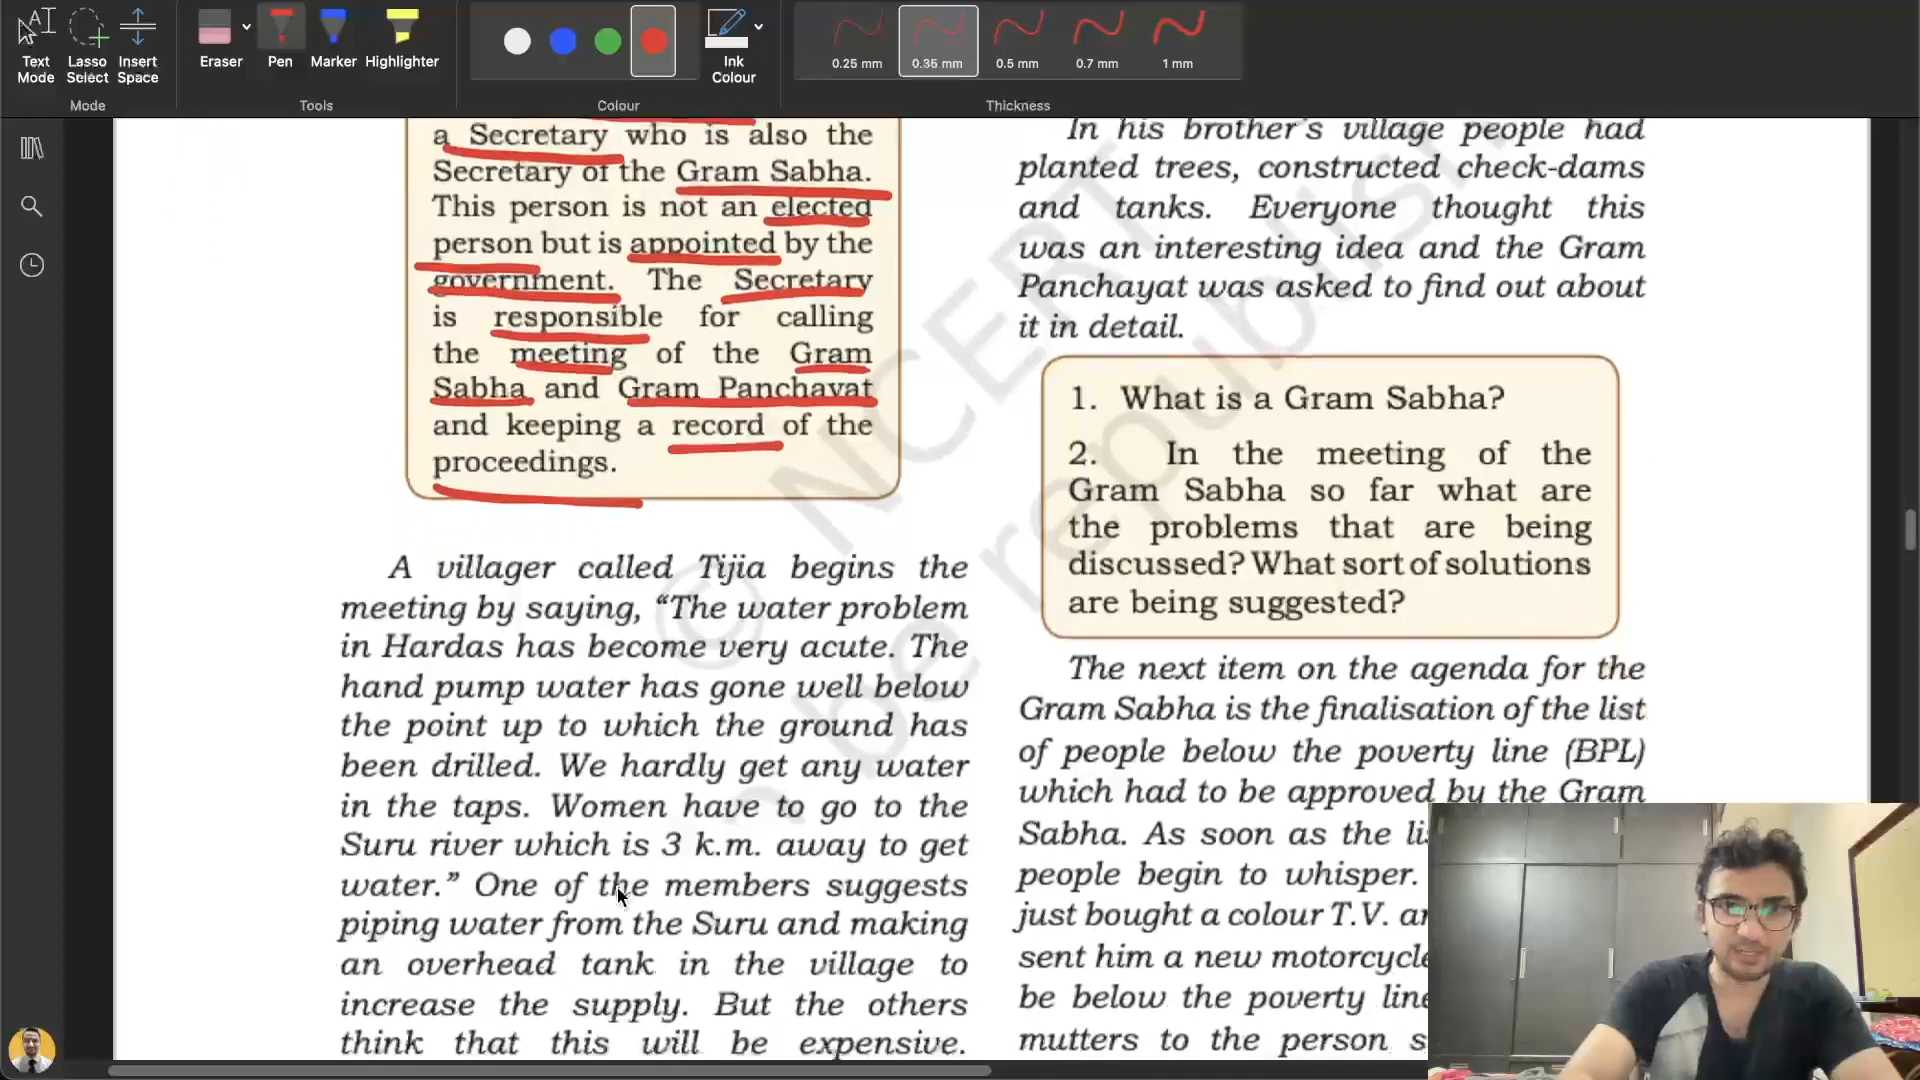 Text
Mode
Lasso
Select
Insert
Space
Mode
Eraser
Pen
Marker
Highlighter
Tools
Colour
Ink
Colour
0.25 mm
0.35 mm
0.5 mm
0.7 mm
1 mm
Thickness
a Secretary who is also the
Secretary of the Gram Sabha.
This person is not an elected
person but is appointed by the
government. The Secretary
is responsible for calling
the meeting of the Gram
Sabha and Gram Panchayat
and keeping a record of the
proceedings.
A villager called Tijia begins the
meeting by saying, “The water problem
in Hardas has become very acute. The
hand pump water has gone well below
the point up to which the ground has
been drilled. We hardly get any water
in the taps. Women have to go to the
Suru river which is 3 k.m. away to get
water.” One of the members suggests
piping water from the Suru and making
an overhead tank in the village to
increase the supply. But the others
think that this will be expensive.
In his brother's village people had
planted trees, constructed check-dams
and tanks. Everyone thought this
was an interesting idea and the Gram
Panchayat was asked to find out about
it in detail.
1. What is a Gram Sabha?
2. In the meeting of the
Gram Sabha so far what are
the problems that are being
discussed? What sort of solutions
are being suggested?
The next item on the agenda for the
Gram Sabha is the finalisation of the list
of people below the poverty line (BPL)
which had to be approved by the Gram
Sabha. As soon as the
people begin to whisper.
just bought a colour T.V.
sent him a new motorcycle
be below the poverty line
mutters to the person
© NCERT
be republish